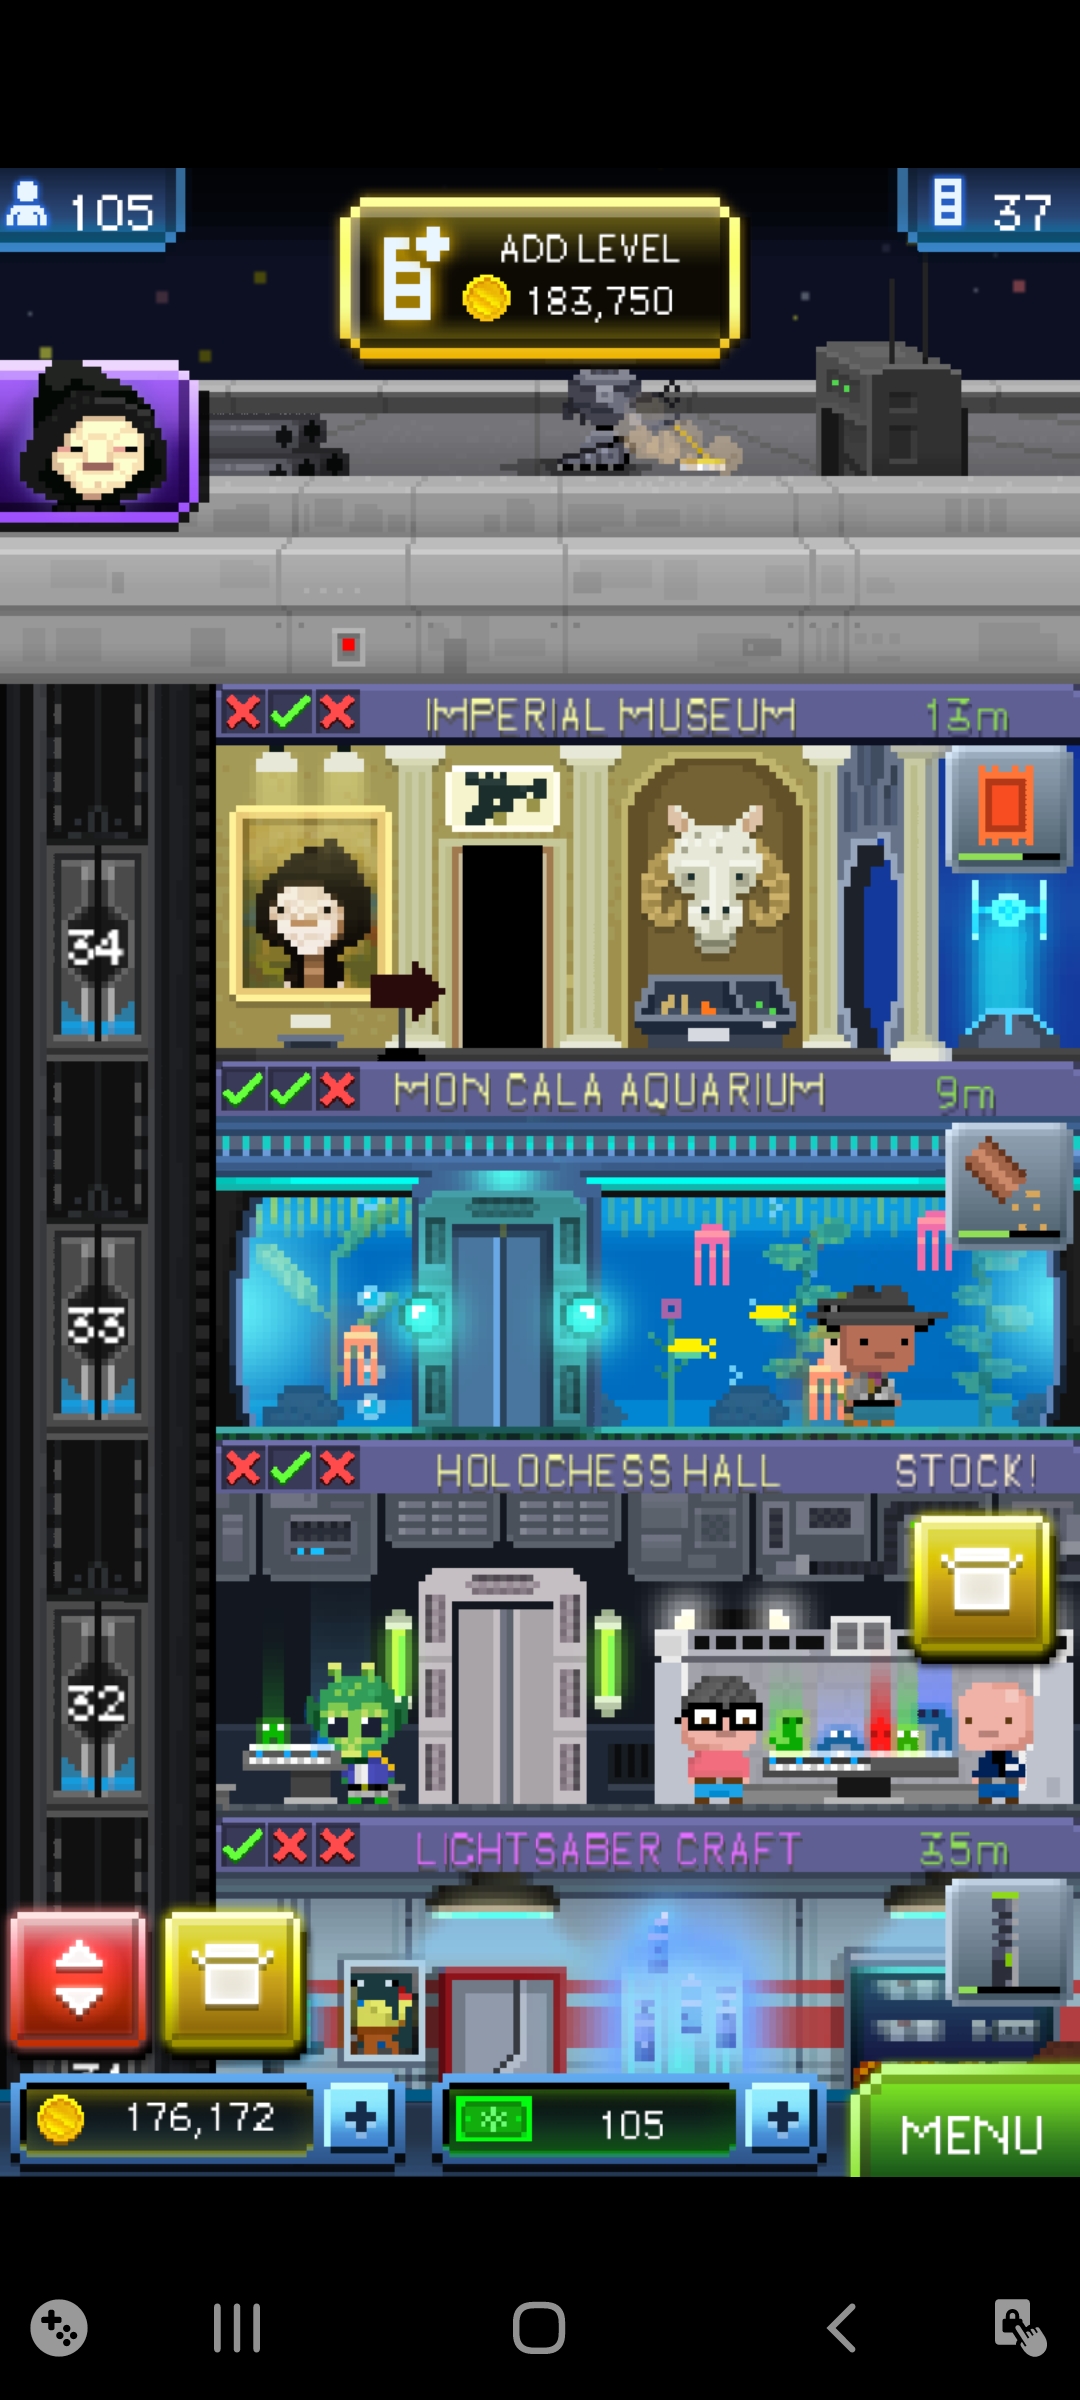 105
37
ADD LEVEL
183,750
IMPERIAL MUSEUM 13m
34
MON CALA AQUARIUM 9m
33
HOLOCHESS HALL STOCK!
32
LIGHTSABER CRAFT 35m
176,172
105
MENU